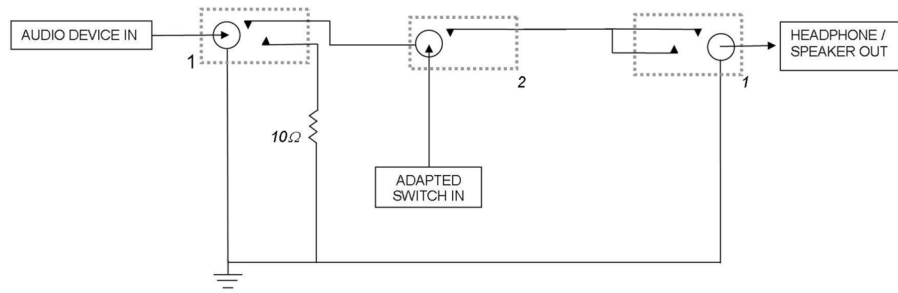 AUDIO DEVICE IN
1
10Ω
ADAPTED
SWITCH IN
2
1
HEADPHONE /
SPEAKER OUT